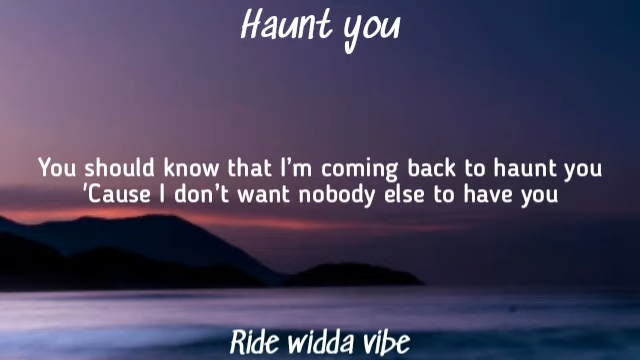 Haunt you
You should know that I’m coming back to haunt you
'Cause I don’t want nobody else to have you
Ride widda vibe